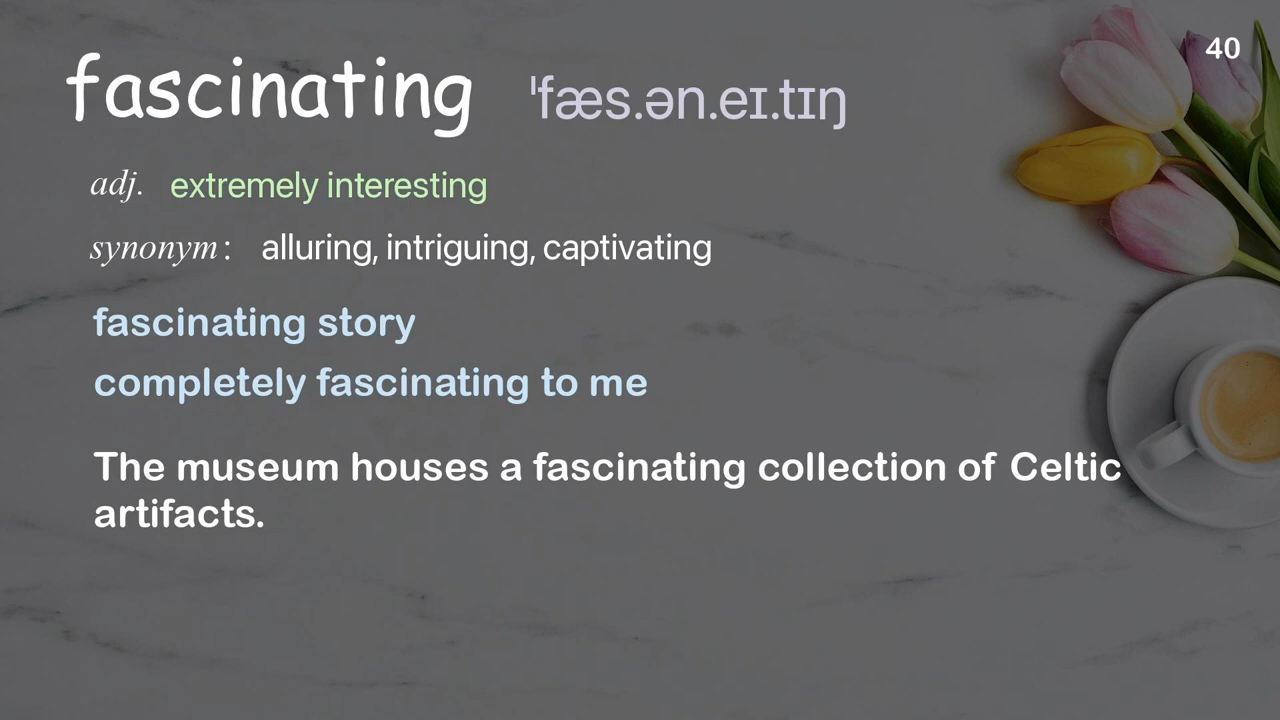 40
fascinating ˈfæs.ən.eɪ.tɪŋ
adj. extremely interesting
synonym: alluring, intriguing, captivating
fascinating story
completely fascinating to me
The museum houses a fascinating collection of Celtic
artifacts.